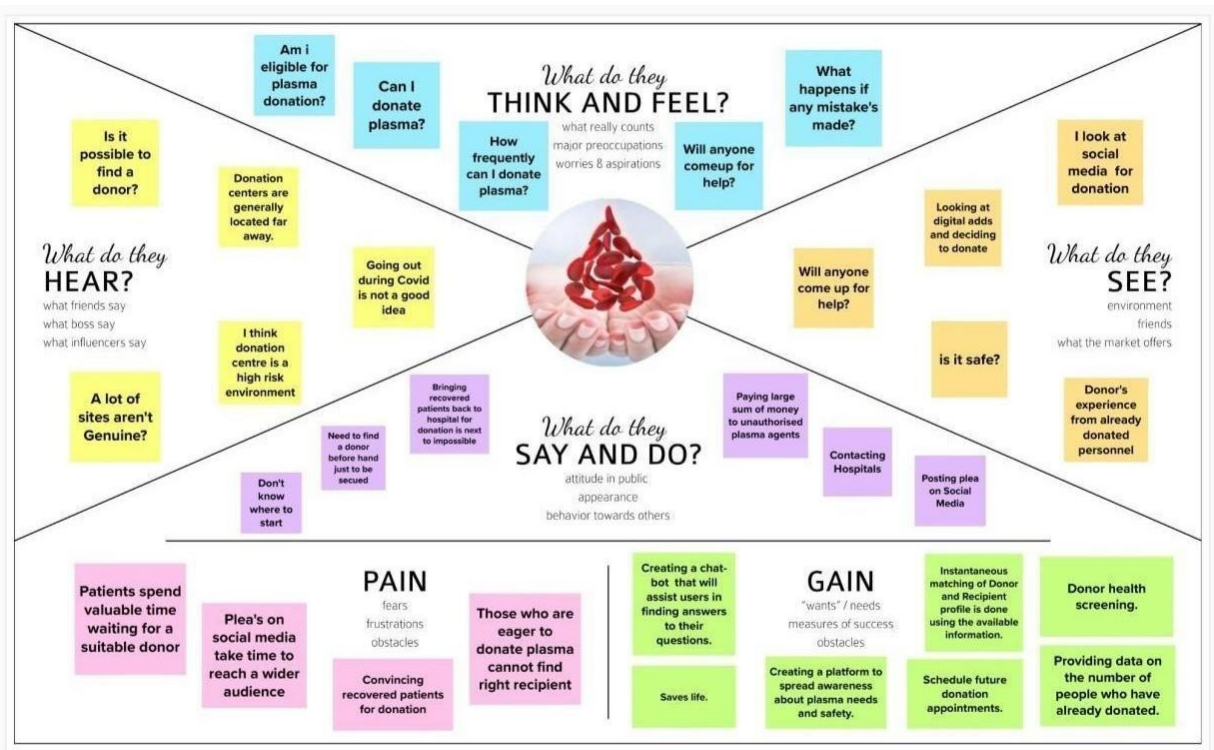 Am i
eligible for
plasma
donation?
Can I
donate
plasma?
What do they
THINK AND FEEL?
what really counts
major preoccupations
worries & aspirations
How
frequently
can I donate
plasma?
Will anyone
comeup for
help?
What
happens if
any mistake's
made?
Is it
possible to
find a
donor?
Donation
centers are
generally
located far
away.
Going out
during Covid
is not a good
idea
What do they
HEAR?
what friends say
what boss say
what influencers say
I think
donation
centre is a
high risk
environment
A lot of
sites aren't
Genuine?
I look at
social
media for
donation
Looking at
digital adds
and deciding
to donate
Will anyone
come up for
help?
What do they
SEE?
environment
friends
what the market offers
is it safe?
Donor's
experience
from already
donated
personnel
Bringing
recovered
patients back to
hospital for
donation is next
to impossible
Need to find
a donor
before hand
just to be
secued
Don't
know
where to
start
What do they
SAY AND DO?
attitude in public
appearance
behavior towards others
Paying large
sum of money
to unauthorised
plasma agents
Contacting
Hospitals
Posting plea
on Social
Media
Patients spend
valuable time
waiting for a
suitable donor
Plea's on
social media
take time to
reach a wider
audience
PAIN
fears
frustrations
obstacles
Convincing
recovered patients
for donation
Those who are
eager to
donate plasma
cannot find
right recipient
Creating a chat-
bot that will
assist users in
finding answers
to their
questions.
Saves life.
GAIN
"wants" / needs
measures of success
obstacles
Creating a platform to
spread awareness
about plasma needs
and safety.
Instantaneous
matching of Donor
and Recipient
profile is done
using the available
information.
Schedule future
donation
appointments.
Donor health
screening.
Providing data on
the number of
people who have
already donated.